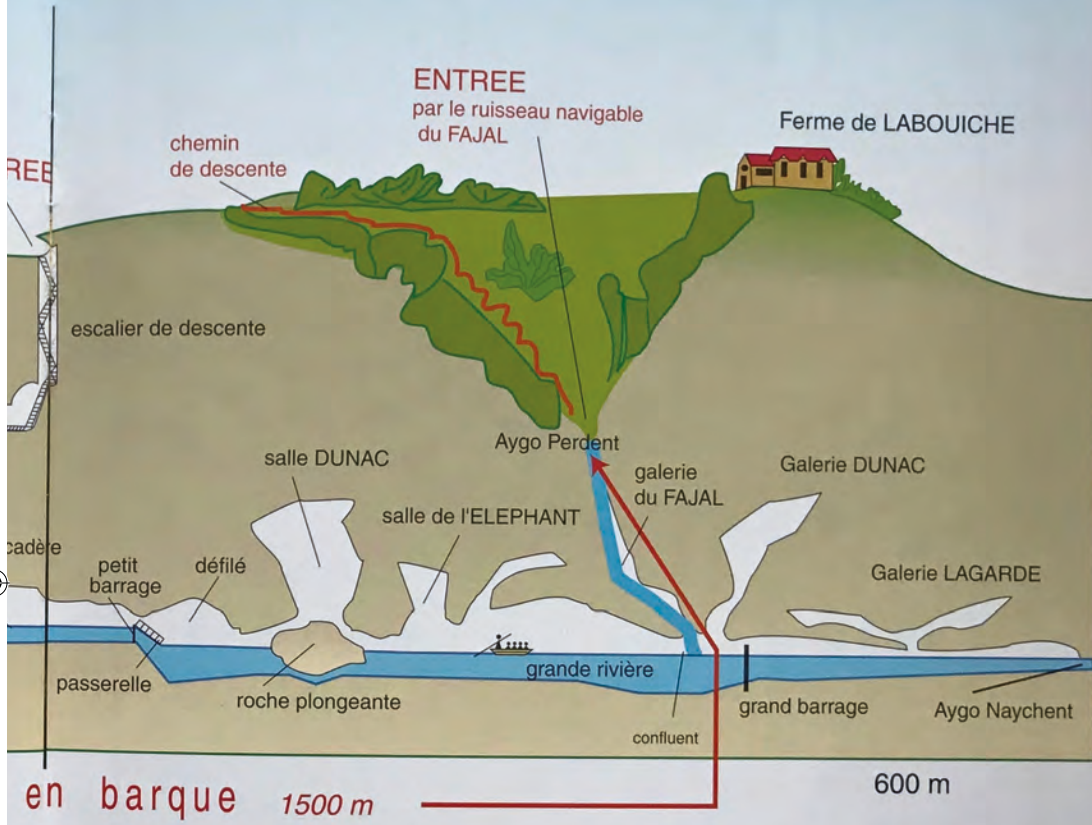 ENTREE
par le ruisseau navigable
du FAJAL
Ferme de LABOUICHE
chemin
de descente
REE
escalier de descente
Aygo Perdent
salle DUNAC
galerie
du FAJAL
Galerie DUNAC
salle de l'ELEPHANT
cadère
petit
barrage
défilé
Galerie LAGARDE
passerelle
roche plongeante
grande rivière
grand barrage
Aygo Naychent
confluent
en barque 1500 m
600 m